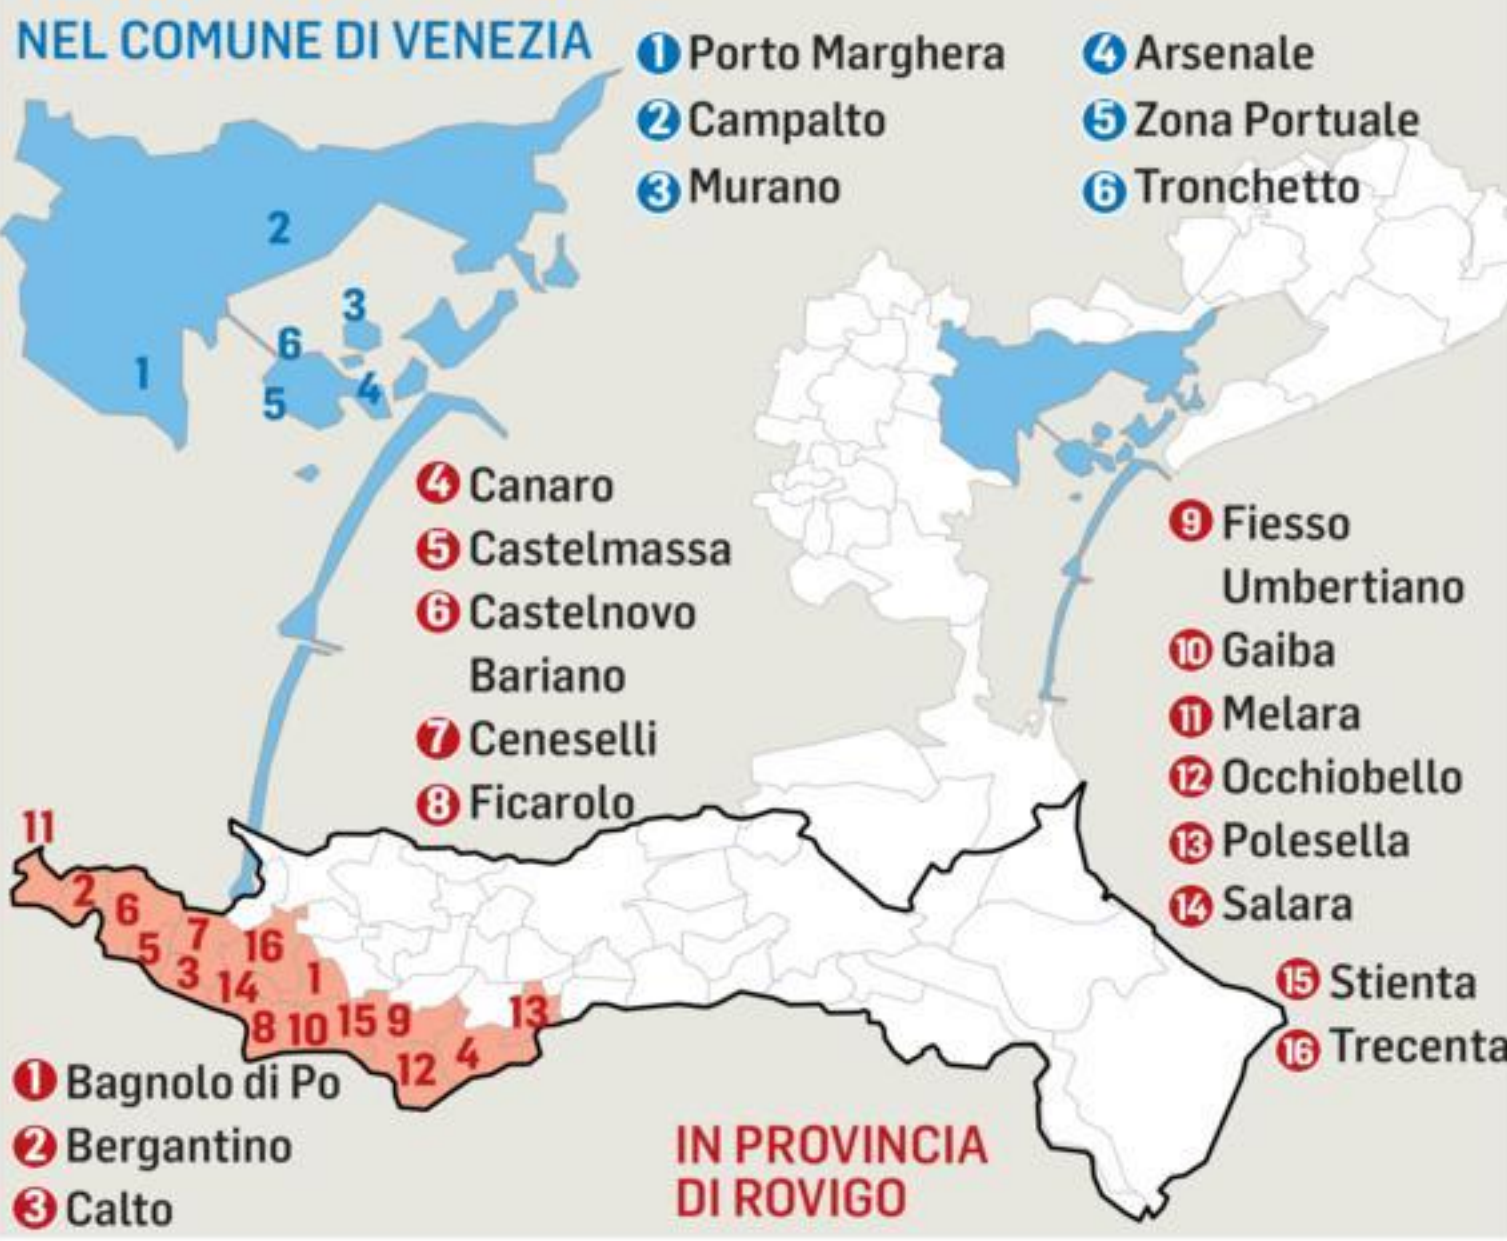 NEL COMUNE DI VENEZIA
1 Porto Marghera
2 Campalto
3 Murano
4 Arsenale
5 Zona Portuale
6 Tronchetto
2
3
6
1
5
4
4 Canaro
5 Castelmassa
6 Castelnovo
Bariano
7 Ceneselli
8 Ficarolo
9 Fiesso
Umbertiano
10 Gaiba
11 Melara
12 Occhiobello
13 Polesella
14 Salara
15 Stienta
16 Trecenta
11
2
6
7
5
16
3
14
1
8
10
15
9
13
12
4
1 Bagnolo di Po
2 Bergantino
3 Calto
IN PROVINCIA
DI ROVIGO